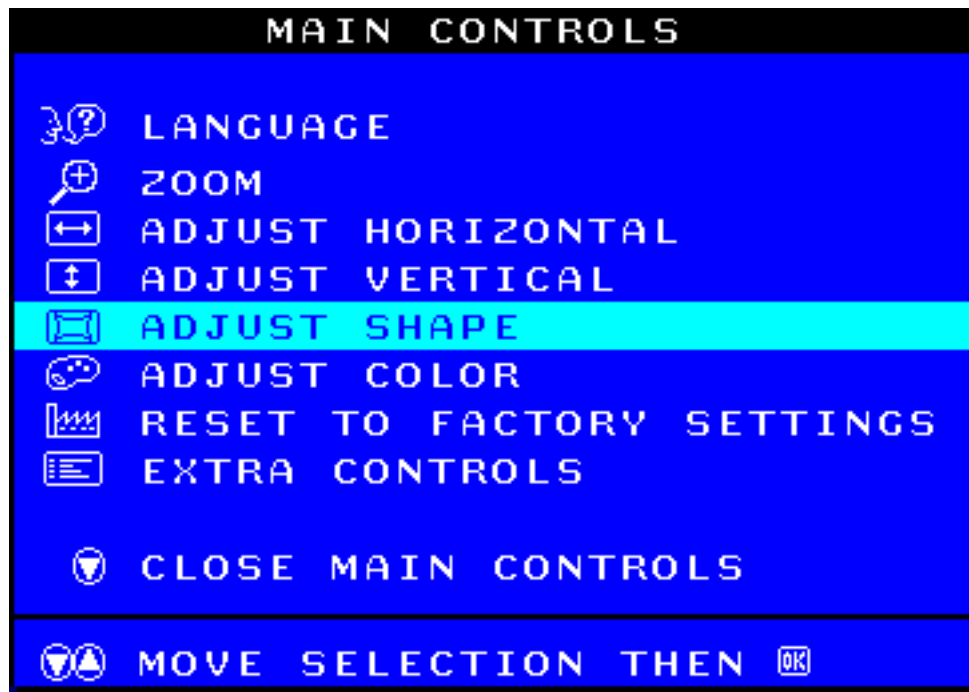 MAIN CONTROLS
LANGUAGE
ZOOM
ADJUST HORIZONTAL
ADJUST VERTICAL
ADJUST SHAPE
ADJUST COLOR
RESET TO FACTORY SETTINGS
EXTRA CONTROLS
CLOSE MAIN CONTROLS
MOVE SELECTION THEN OK